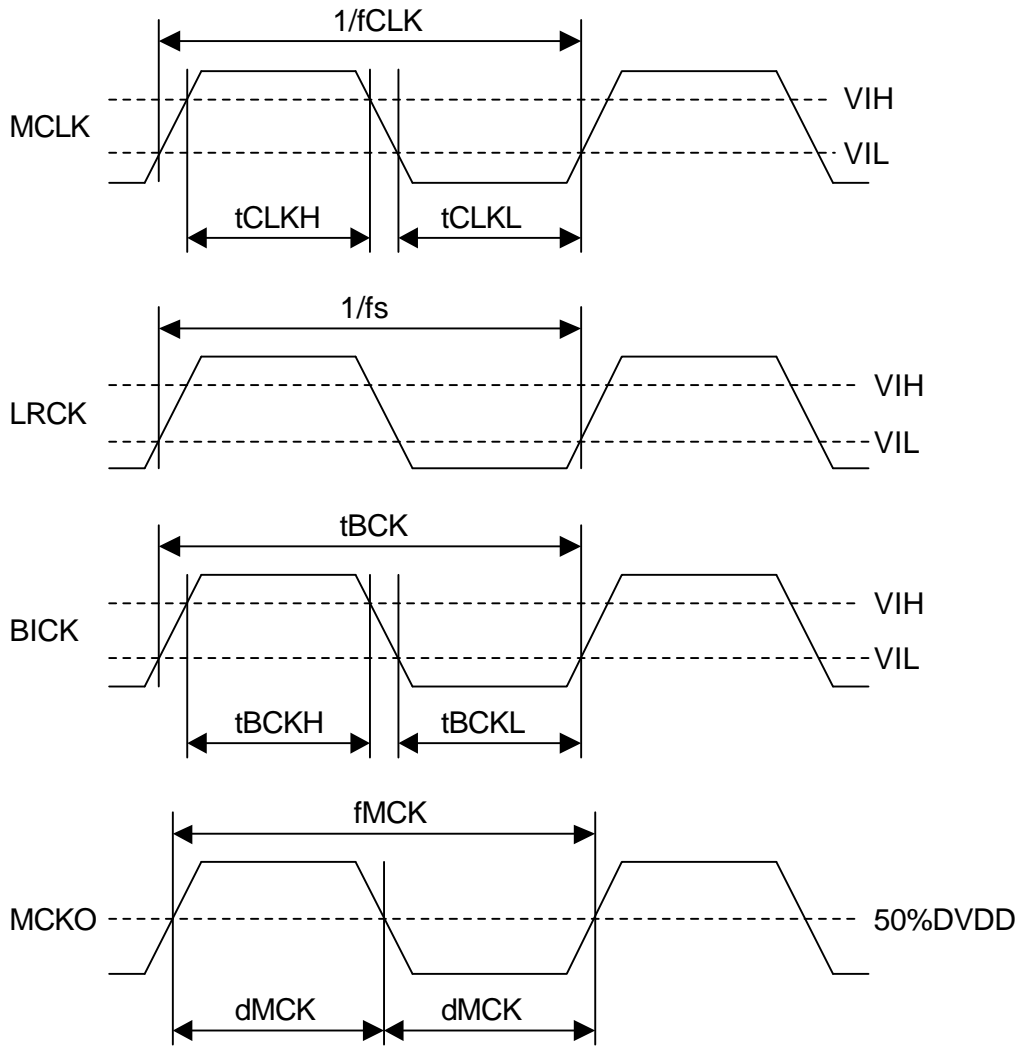 1/fCLK
MCLK
VIH
VIL
tCLKH
tCLKL
1/fs
LRCK
VIH
VIL
tBCK
BICK
VIH
VIL
tBCKH
tBCKL
fMCK
MCKO
50%DVDD
dMCK
dMCK